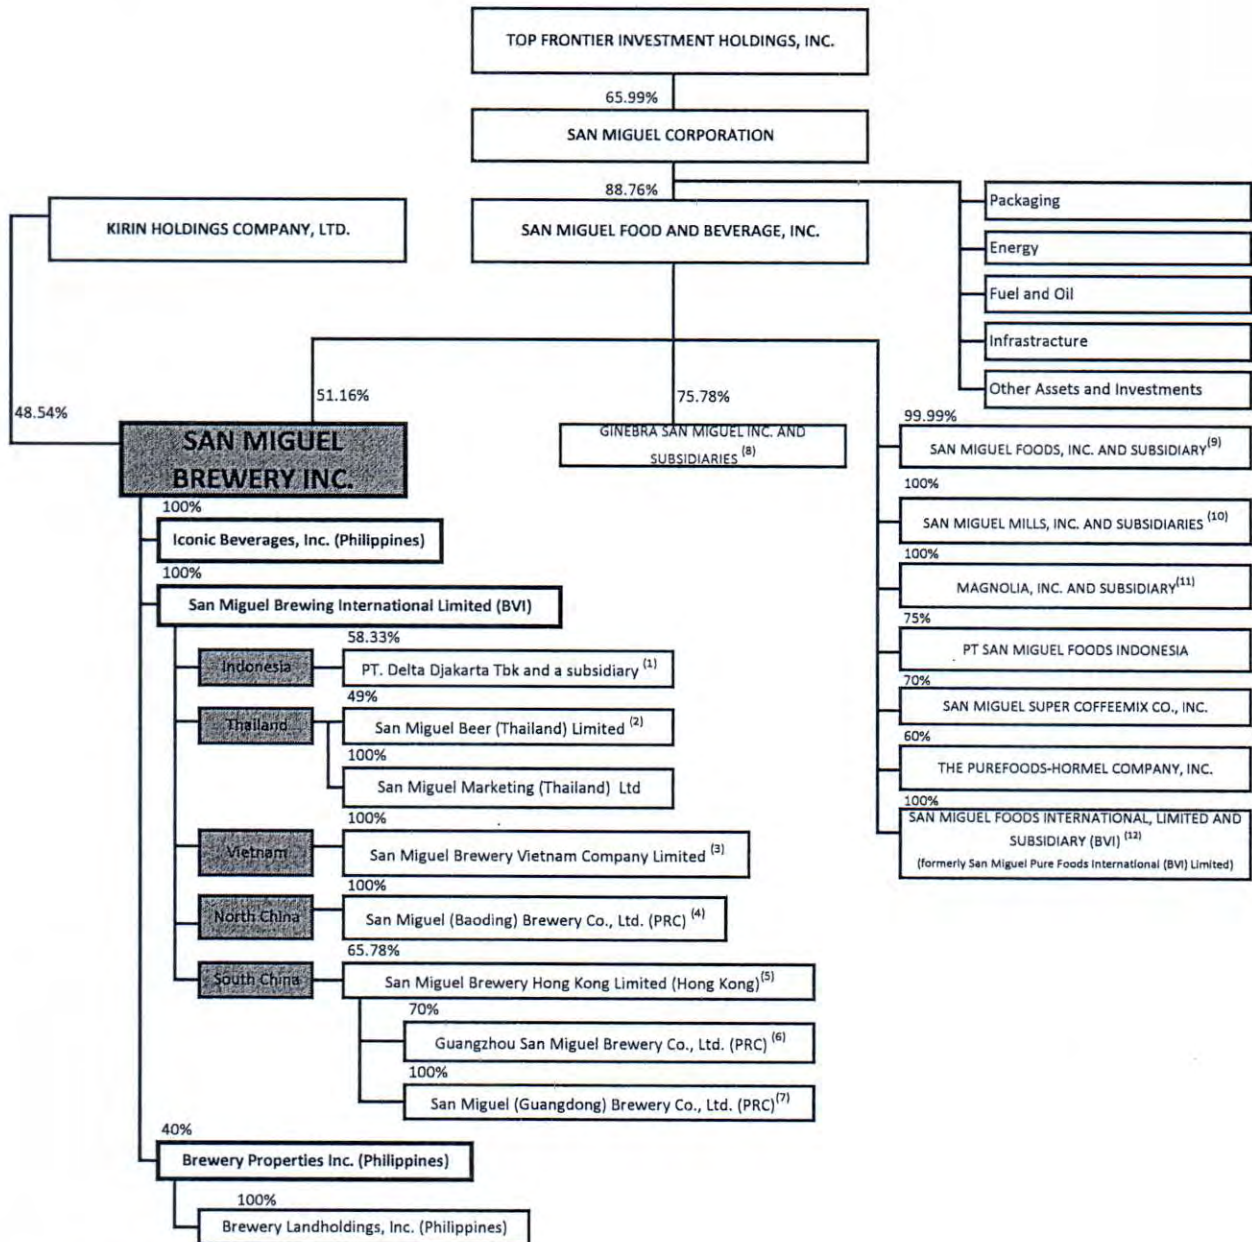 TOP FRONTIER INVESTMENT HOLDINGS, INC.
65.99%
SAN MIGUEL CORPORATION
88.76%
KIRIN HOLDINGS COMPANY, LTD.
SAN MIGUEL FOOD AND BEVERAGE, INC.
Packaging
Energy
Fuel and Oil
Infrastracture
Other Assets and Investments
48.54%
51.16%
75.78%
SAN MIGUEL
BREWERY INC.
GINEBRA SAN MIGUEL INC. AND
SUBSIDIARIES (8)
99.99%
SAN MIGUEL FOODS, INC. AND SUBSIDIARY(9)
100%
SAN MIGUEL MILLS, INC. AND SUBSIDIARIES (10)
100%
MAGNOLIA, INC. AND SUBSIDIARY(11)
75%
PT SAN MIGUEL FOODS INDONESIA
70%
SAN MIGUEL SUPER COFFEEMIX CO., INC.
60%
THE PUREFOODS-HORMEL COMPANY, INC.
100%
SAN MIGUEL FOODS INTERNATIONAL, LIMITED AND
SUBSIDIARY (BVI) (12)
(formerly San Miguel Pure Foods International (BVI) Limited)
100%
Iconic Beverages, Inc. (Philippines)
100%
San Miguel Brewing International Limited (BVI)
58.33%
Indonesia
PT. Delta Djakarta Tbk and a subsidiary (1)
49%
Thailand
San Miguel Beer (Thailand) Limited (2)
100%
San Miguel Marketing (Thailand) Ltd
100%
Vietnam
San Miguel Brewery Vietnam Company Limited (3)
100%
North China
San Miguel (Baoding) Brewery Co., Ltd. (PRC) (4)
65.78%
South China
San Miguel Brewery Hong Kong Limited (Hong Kong)(5)
70%
Guangzhou San Miguel Brewery Co., Ltd. (PRC) (6)
100%
San Miguel (Guangdong) Brewery Co., Ltd. (PRC)(7)
40%
Brewery Properties Inc. (Philippines)
100%
Brewery Landholdings, Inc. (Philippines)